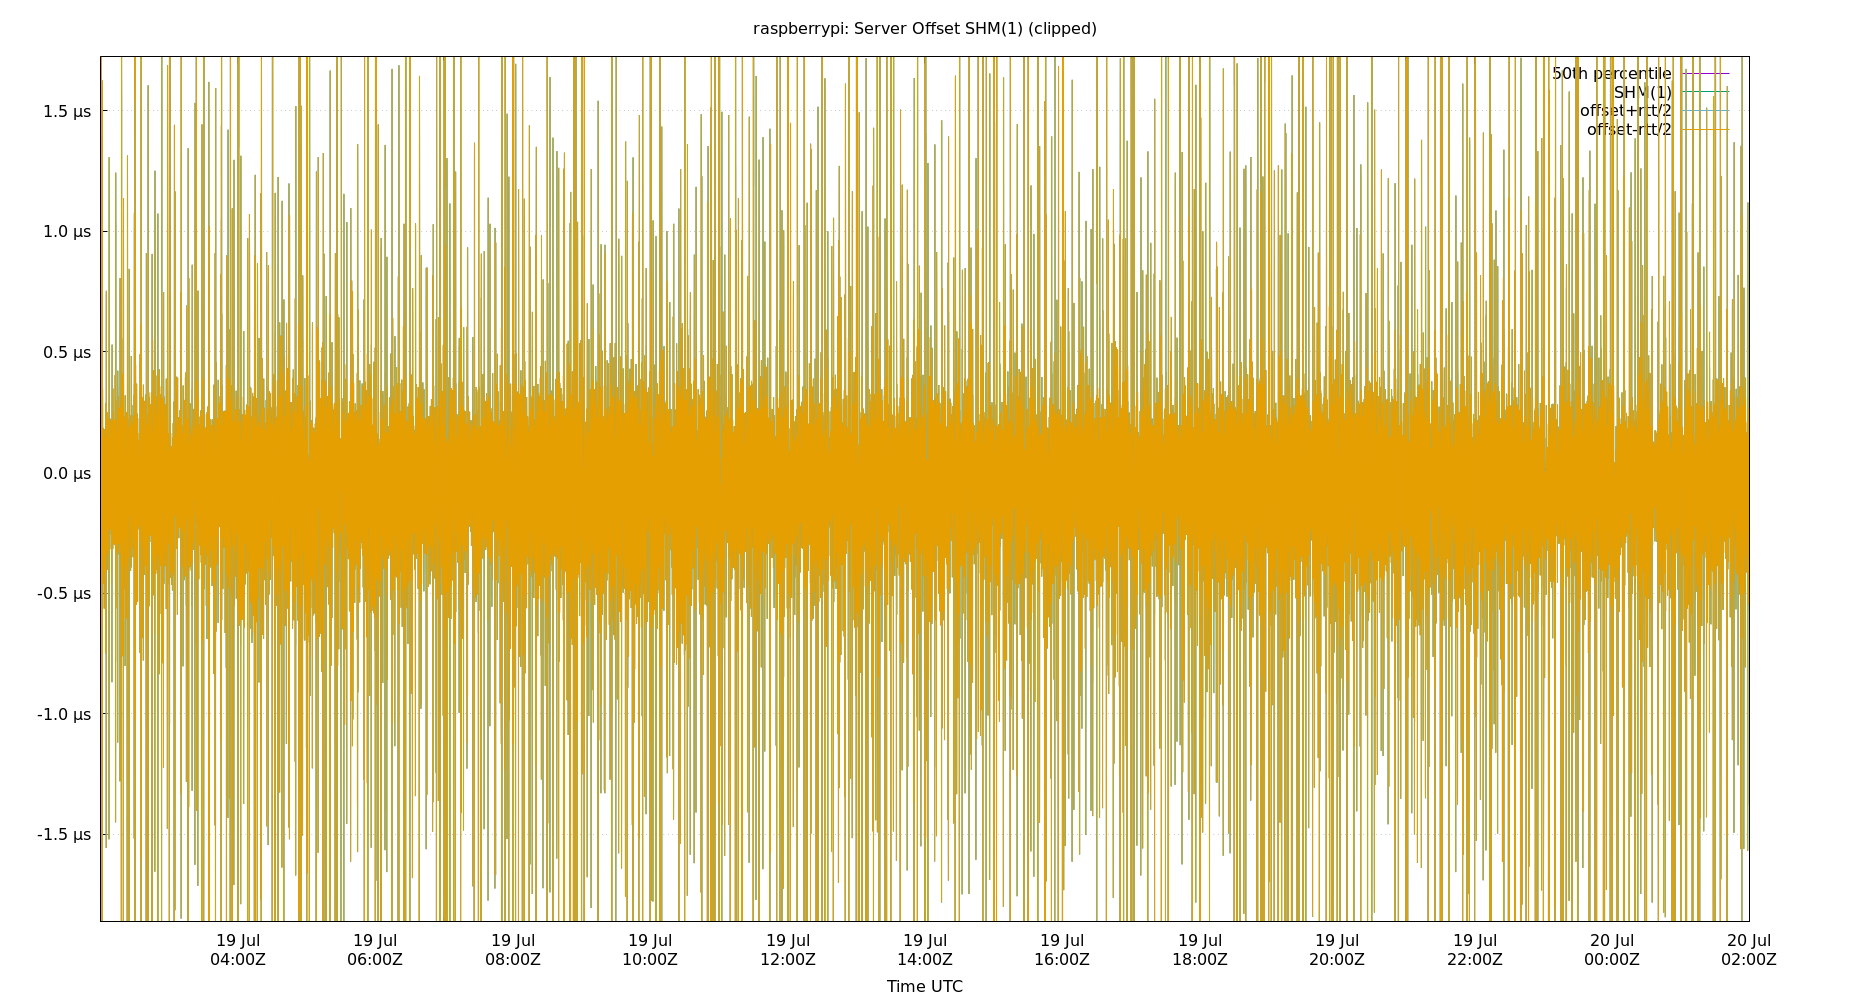 raspberrypi: Server Offset SHM(1) (clipped)
50th percentile
SHM(1)
offset+rtt/2
offset-rtt/2
1.5 µs
1.0 µs
0.5 µs
0.0 µs
-0.5 µs
-1.0 µs
-1.5 µs
19 Jul 19 Jul 19 Jul 19 Jul 19 Jul 19 Jul 19 Jul 19 Jul 19 Jul 19 Jul 20 Jul 20 Jul
04:00Z 06:00Z 08:00Z 10:00Z 12:00Z 14:00Z 16:00Z 18:00Z 20:00Z 22:00Z 00:00Z 02:00Z
Time UTC